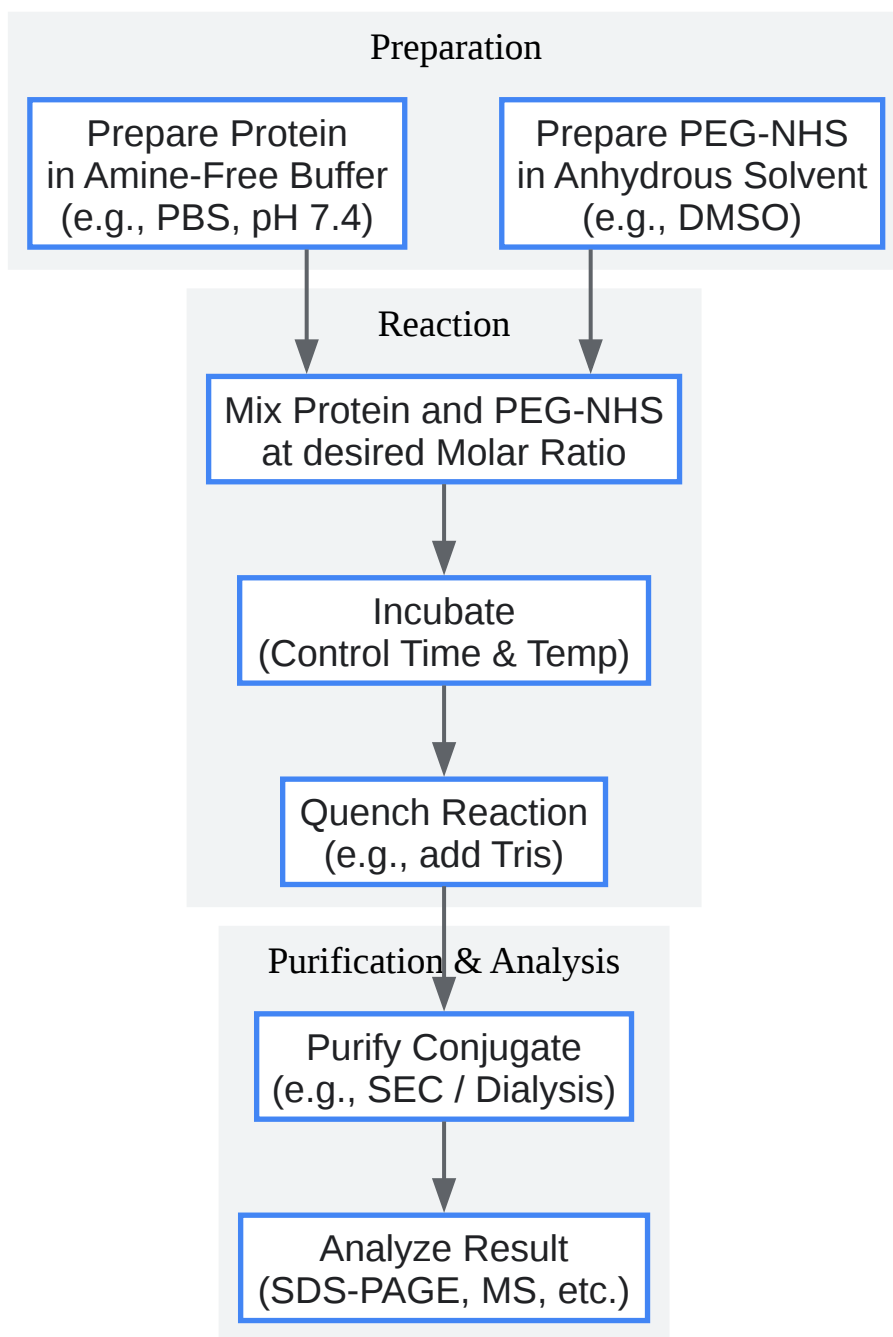 Preparation
Prepare Protein
in Amine-Free Buffer
(e.g., PBS, pH 7.4)
Prepare PEG-NHS
in Anhydrous Solvent
(e.g., DMSO)
Reaction
Mix Protein and PEG-NHS
at desired Molar Ratio
Incubate
(Control Time & Temp)
Quench Reaction
(e.g., add Tris)
Purification & Analysis
Purify Conjugate
(e.g., SEC / Dialysis)
Analyze Result
(SDS-PAGE, MS, etc.)